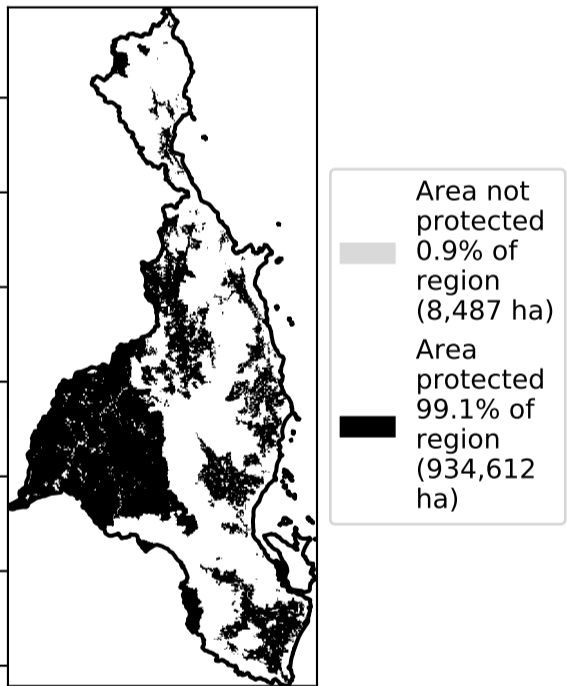 Area not
protected
0.9% of
region
(8,487 ha)
Area
protected
99.1% of
region
(934,612
ha)